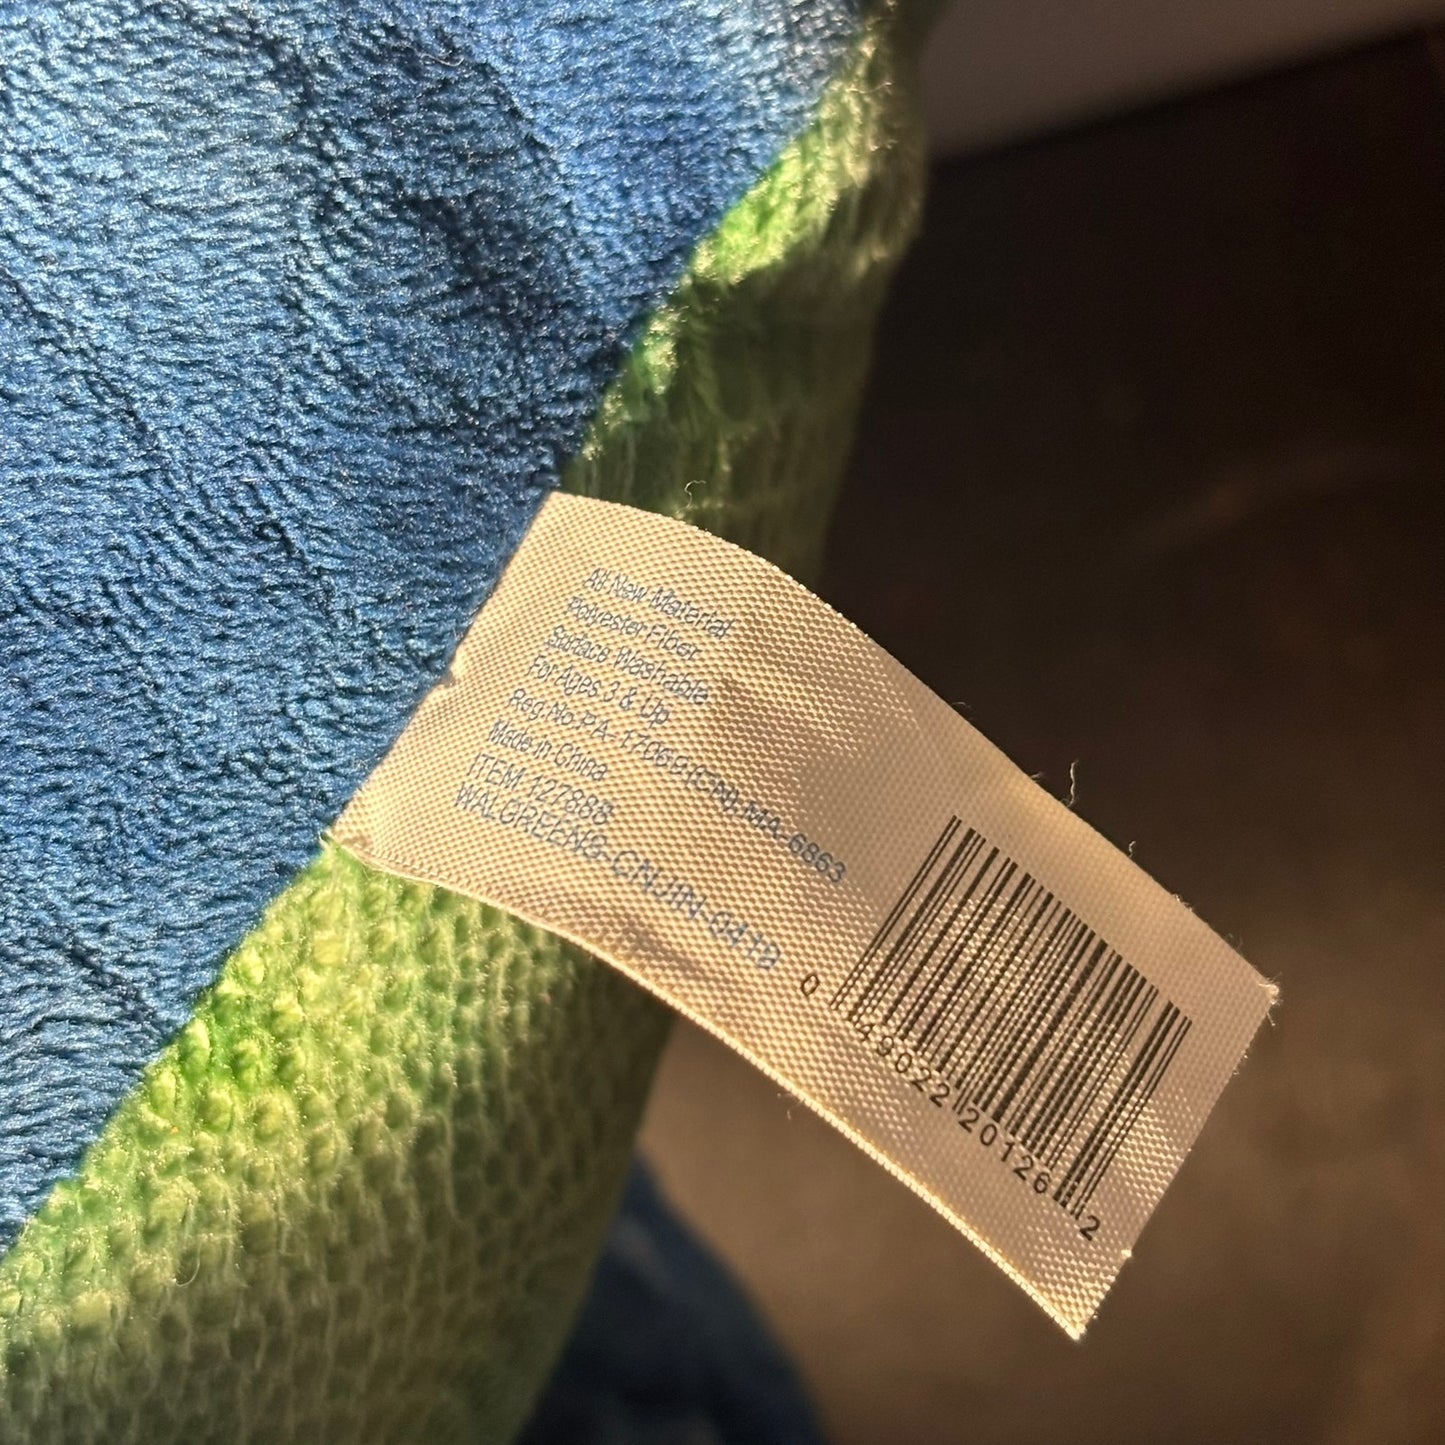 All New Material
Polyester Fiber
Surface Washable
For Ages 3 & Up
Reg.No.PA-17069(CN),MA-6863
Made in China
ITEM 127888
WALGREENS-CNJIN-0419
0 49022 20126 2